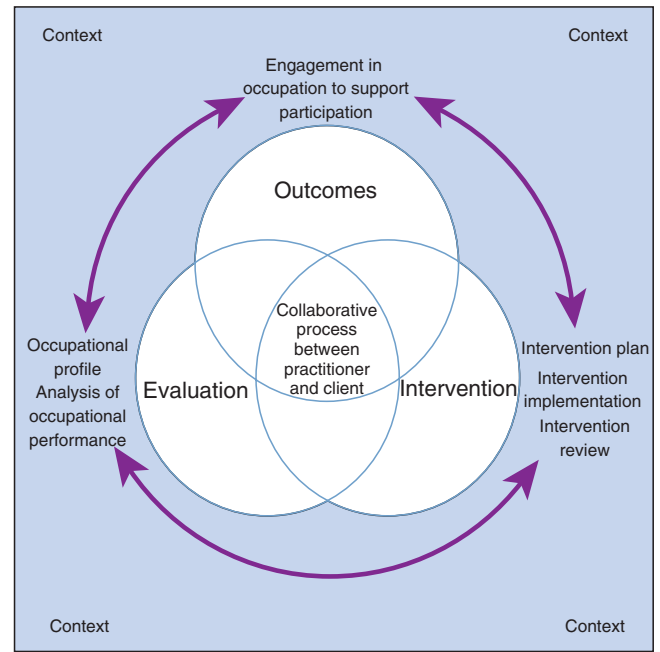 Context
Context
Engagement in
occupation to support
participation
Outcomes
Collaborative
process
between
practitioner
and client
Evaluation
Intervention
Occupational
profile
Analysis of
occupational
performance
Intervention plan
Intervention
implementation
Intervention
review
Context
Context